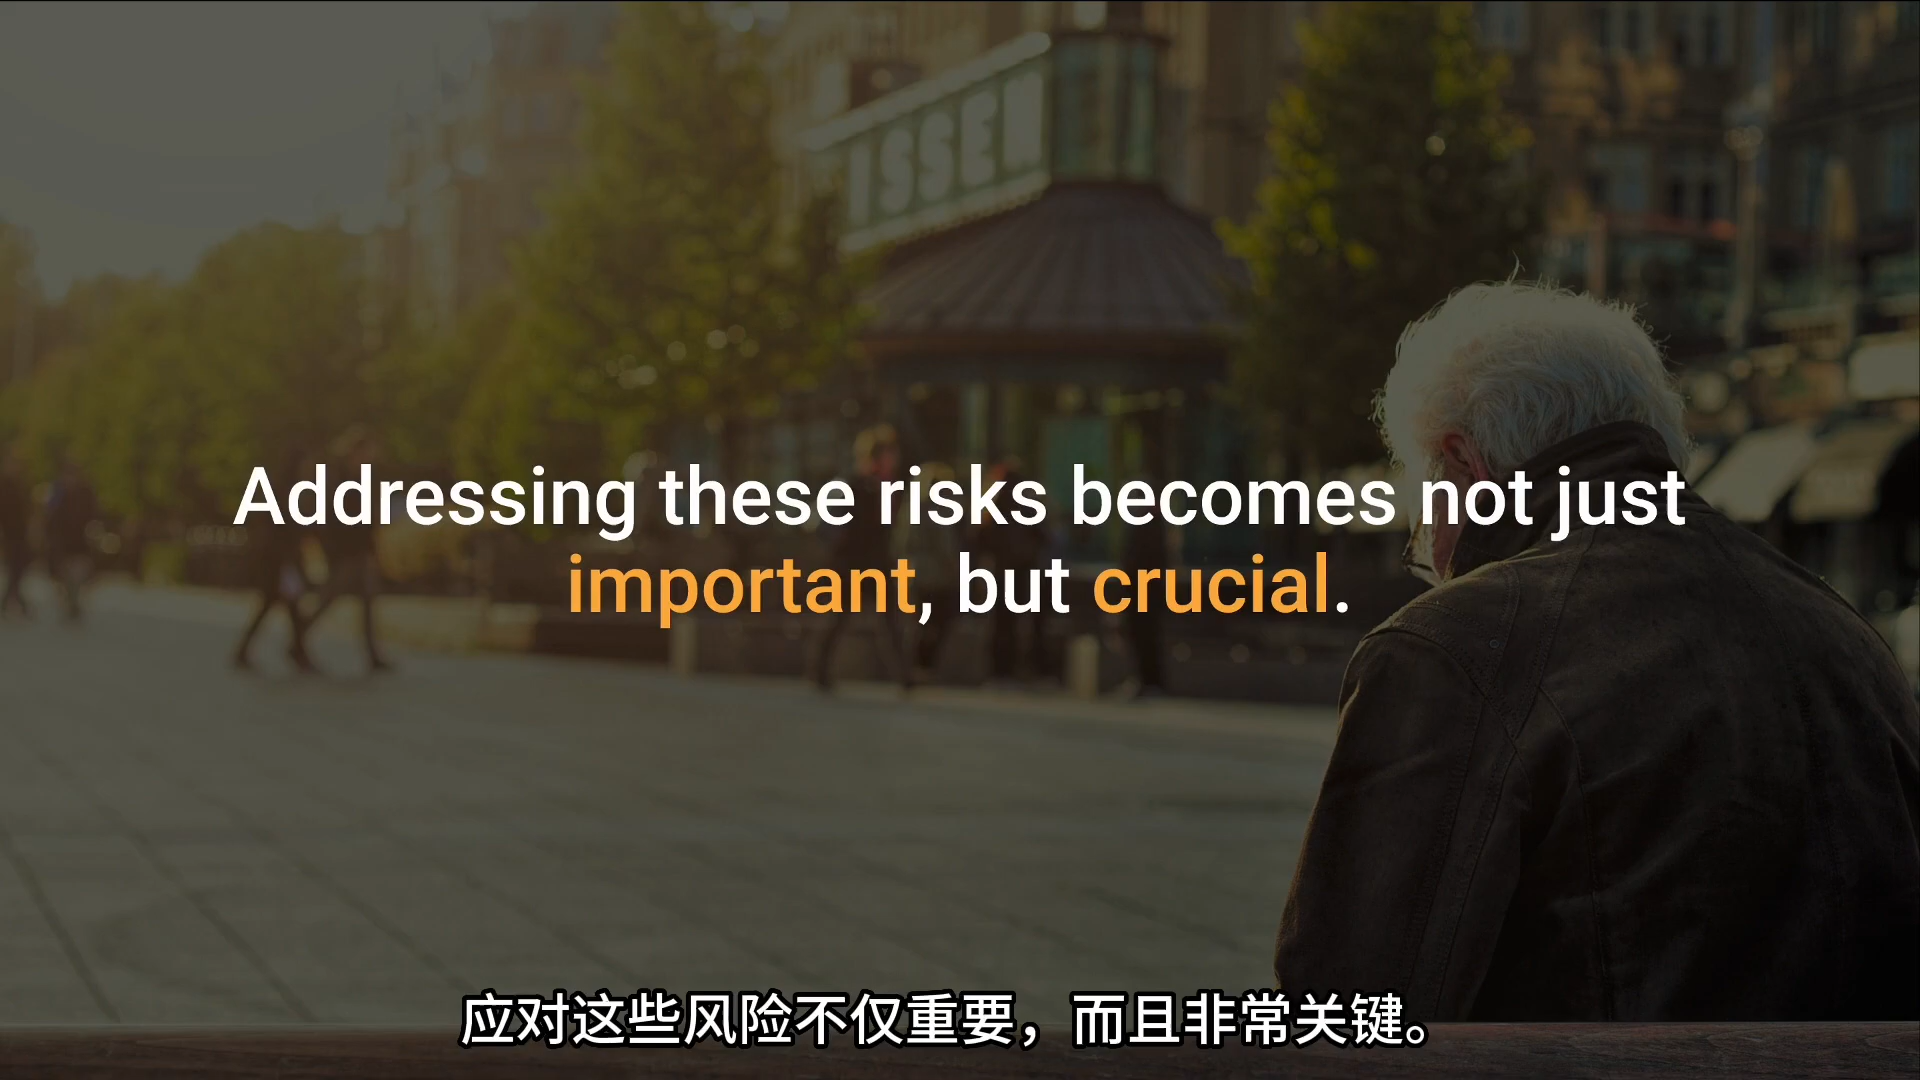 Addressing these risks becomes not just
important, but crucial.
应对这些风险不仅重要，而且非常关键。